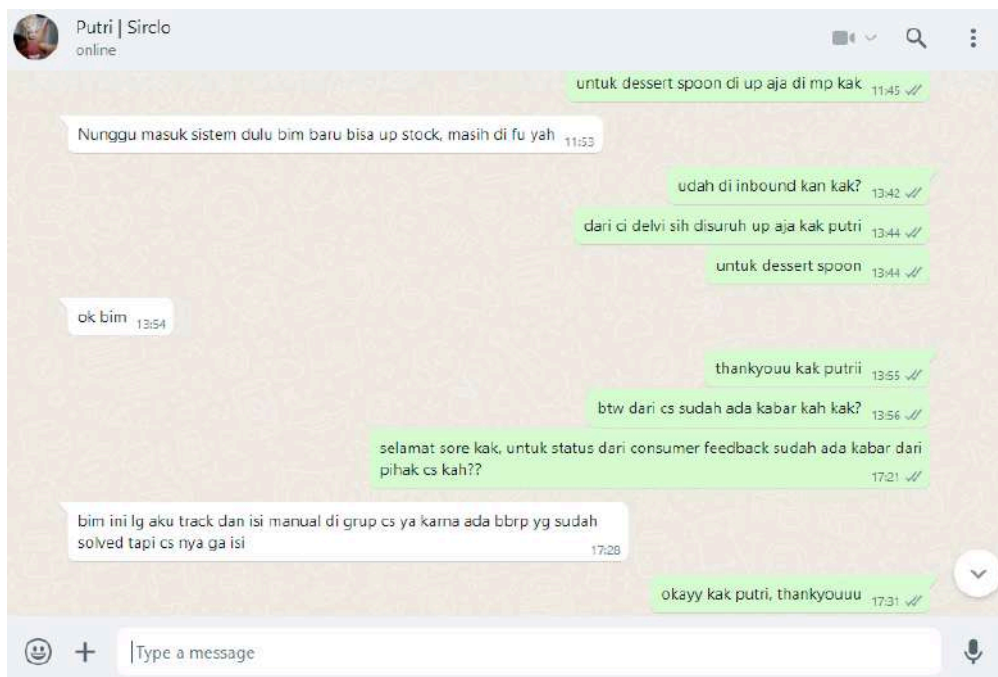 Putri | Sirclo
online
untuk dessert spoon di up aja di mp kak 11:45
Nunggu masuk sistem dulu bim baru bisa up stock, masih di fu yah 11:53
udah di inbound kan kak? 13:42
dari ci delvi sih disuruh up aja kak putri 13:44
untuk dessert spoon 13:44
ok bim 13:54
thankyouu kak putrii 13:55
btw dari cs sudah ada kabar kah kak? 13:56
selamat sore kak, untuk status dari consumer feedback sudah ada kabar dari
pihak cs kah?? 17:21
bim ini lg aku track dan isi manual di grup cs ya karna ada bbrp yg sudah
solved tapi cs nya ga isi 17:28
okayy kak putri, thankyouuu 17:31
Type a message